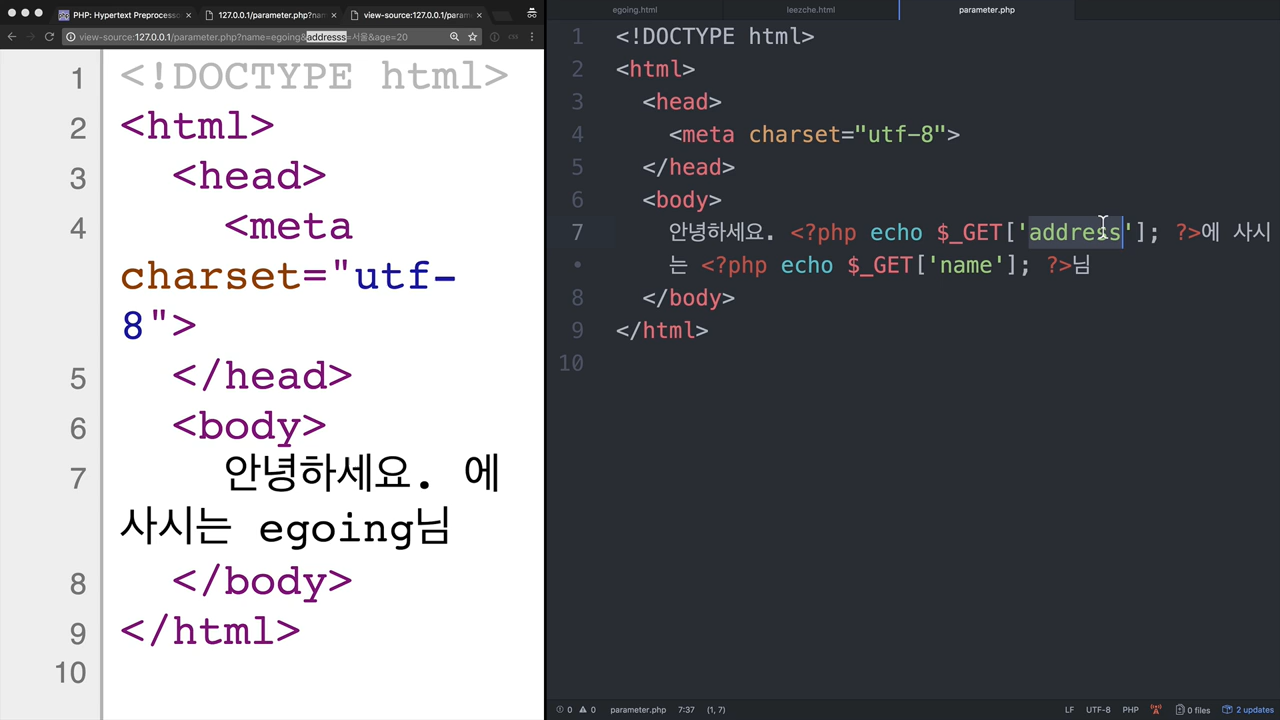 PHP: Hypertext Preprocesso
127.0.0.1/parameter.php?nam
view-source:127.0.0.1/param
view-source:127.0.0.1/parameter.php?name=egoing&addresss=서울&age=20
1 <!DOCTYPE html>
2 <html>
3 <head>
4 <meta
charset="utf-
8">
5 </head>
6 <body>
7 안녕하세요. 에
사시는 egoing님
8 </body>
9 </html>
10
egoing.html
leezche.html
parameter.php
1 <!DOCTYPE html>
2 <html>
3 <head>
4 <meta charset="utf-8">
5 </head>
6 <body>
7 안녕하세요. <?php echo $_GET['address']; ?>에 사시
• 는 <?php echo $_GET['name']; ?>님
8 </body>
9 </html>
10
0 0 parameter.php 7:37 (1, 7) LF UTF-8 PHP 0 files 2 updates